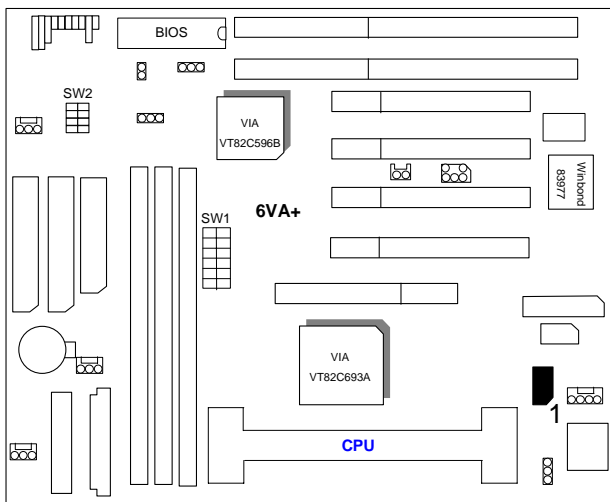 BIOS
SW2
VIA
VT82C596B
Winbond
83977
6VA+
SW1
VIA
VT82C693A
1
CPU